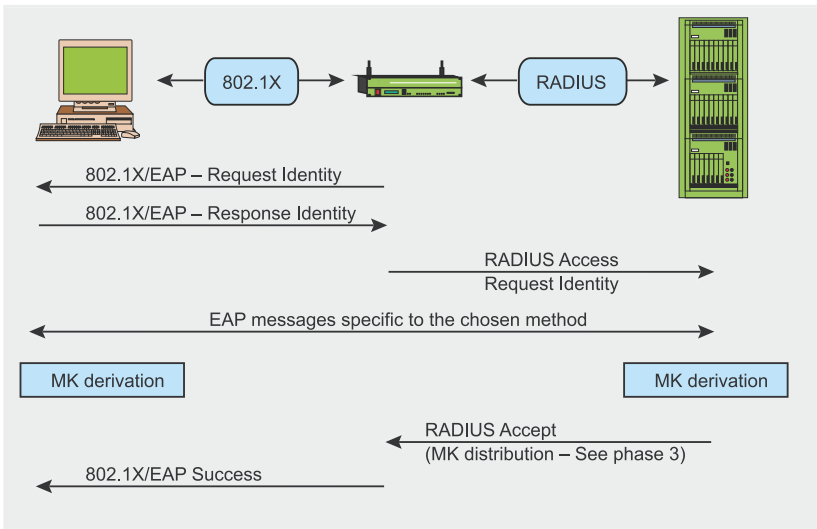 802.1X
RADIUS
802.1X/EAP – Request Identity
802.1X/EAP – Response Identity
RADIUS Access
Request Identity
EAP messages specific to the chosen method
MK derivation
MK derivation
RADIUS Accept
(MK distribution – See phase 3)
802.1X/EAP Success